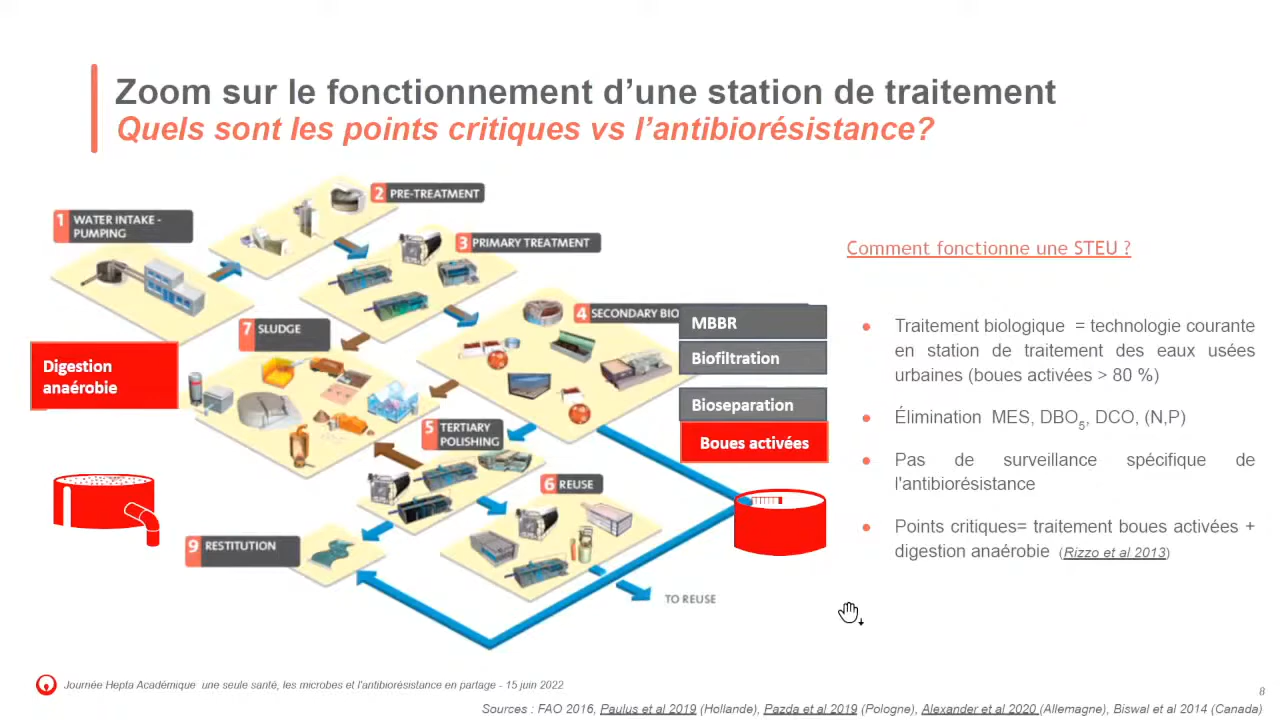 Zoom sur le fonctionnement d’une station de traitement
Quels sont les points critiques vs l’antibiorésistance?
1 WATER INTAKE -
PUMPING
2 PRE-TREATMENT
3 PRIMARY TREATMENT
4 SECONDARY BIO
MBBR
Biofiltration
Bioseparation
Boues activées
7 SLUDGE
Digestion
anaérobie
5 TERTIARY
POLISHING
6 REUSE
9 RESTITUTION
TO REUSE
Comment fonctionne une STEU ?
● Traitement biologique = technologie courante
en station de traitement des eaux usées
urbaines (boues activées > 80 %)
● Élimination MES, DBO5, DCO, (N,P)
● Pas de surveillance spécifique de
l'antibiorésistance
● Points critiques= traitement boues activées +
digestion anaérobie (Rizzo et al 2013)
Journée Hepta Académique une seule santé, les microbes et l'antibiorésistance en partage - 15 juin 2022
8
Sources : FAO 2016, Paulus et al 2019 (Hollande), Pazda et al 2019 (Pologne), Alexander et al 2020 (Allemagne), Biswal et al 2014 (Canada)